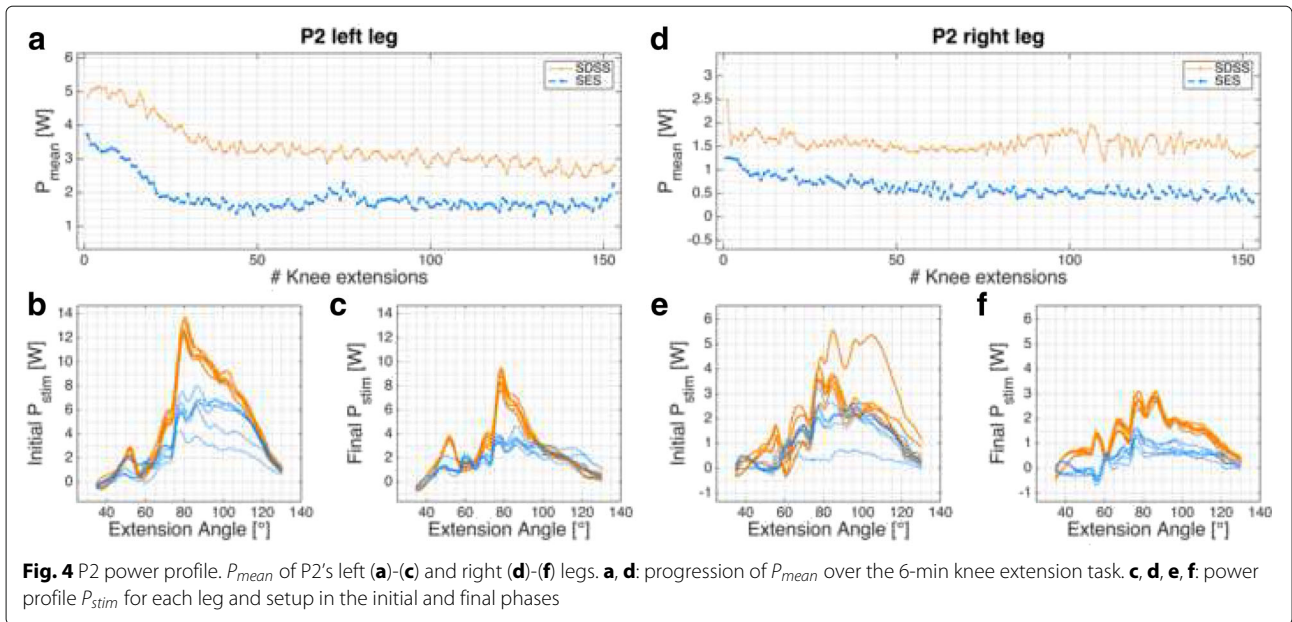 a
P2 left leg
6
5
4
3
2
1
P_mean [W]
SDSS
SES
0
50
100
150
# Knee extensions
d
P2 right leg
3
2.5
2
1.5
1
0.5
0
-0.5
P_mean [W]
SDSS
SES
0
50
100
150
# Knee extensions
b
14
12
10
8
6
4
2
0
Initial P_stim [W]
40 60 80 100 120 140
Extension Angle [°]
c
14
12
10
8
6
4
2
0
Final P_stim [W]
40 60 80 100 120 140
Extension Angle [°]
e
6
5
4
3
2
1
0
-1
Initial P_stim [W]
40 60 80 100 120 140
Extension Angle [°]
f
6
5
4
3
2
1
0
-1
Final P_stim [W]
40 60 80 100 120 140
Extension Angle [°]
Fig. 4 P2 power profile. P_mean of P2's left (a)-(c) and right (d)-(f) legs. a, d: progression of P_mean over the 6-min knee extension task. c, d, e, f: power
profile P_stim for each leg and setup in the initial and final phases